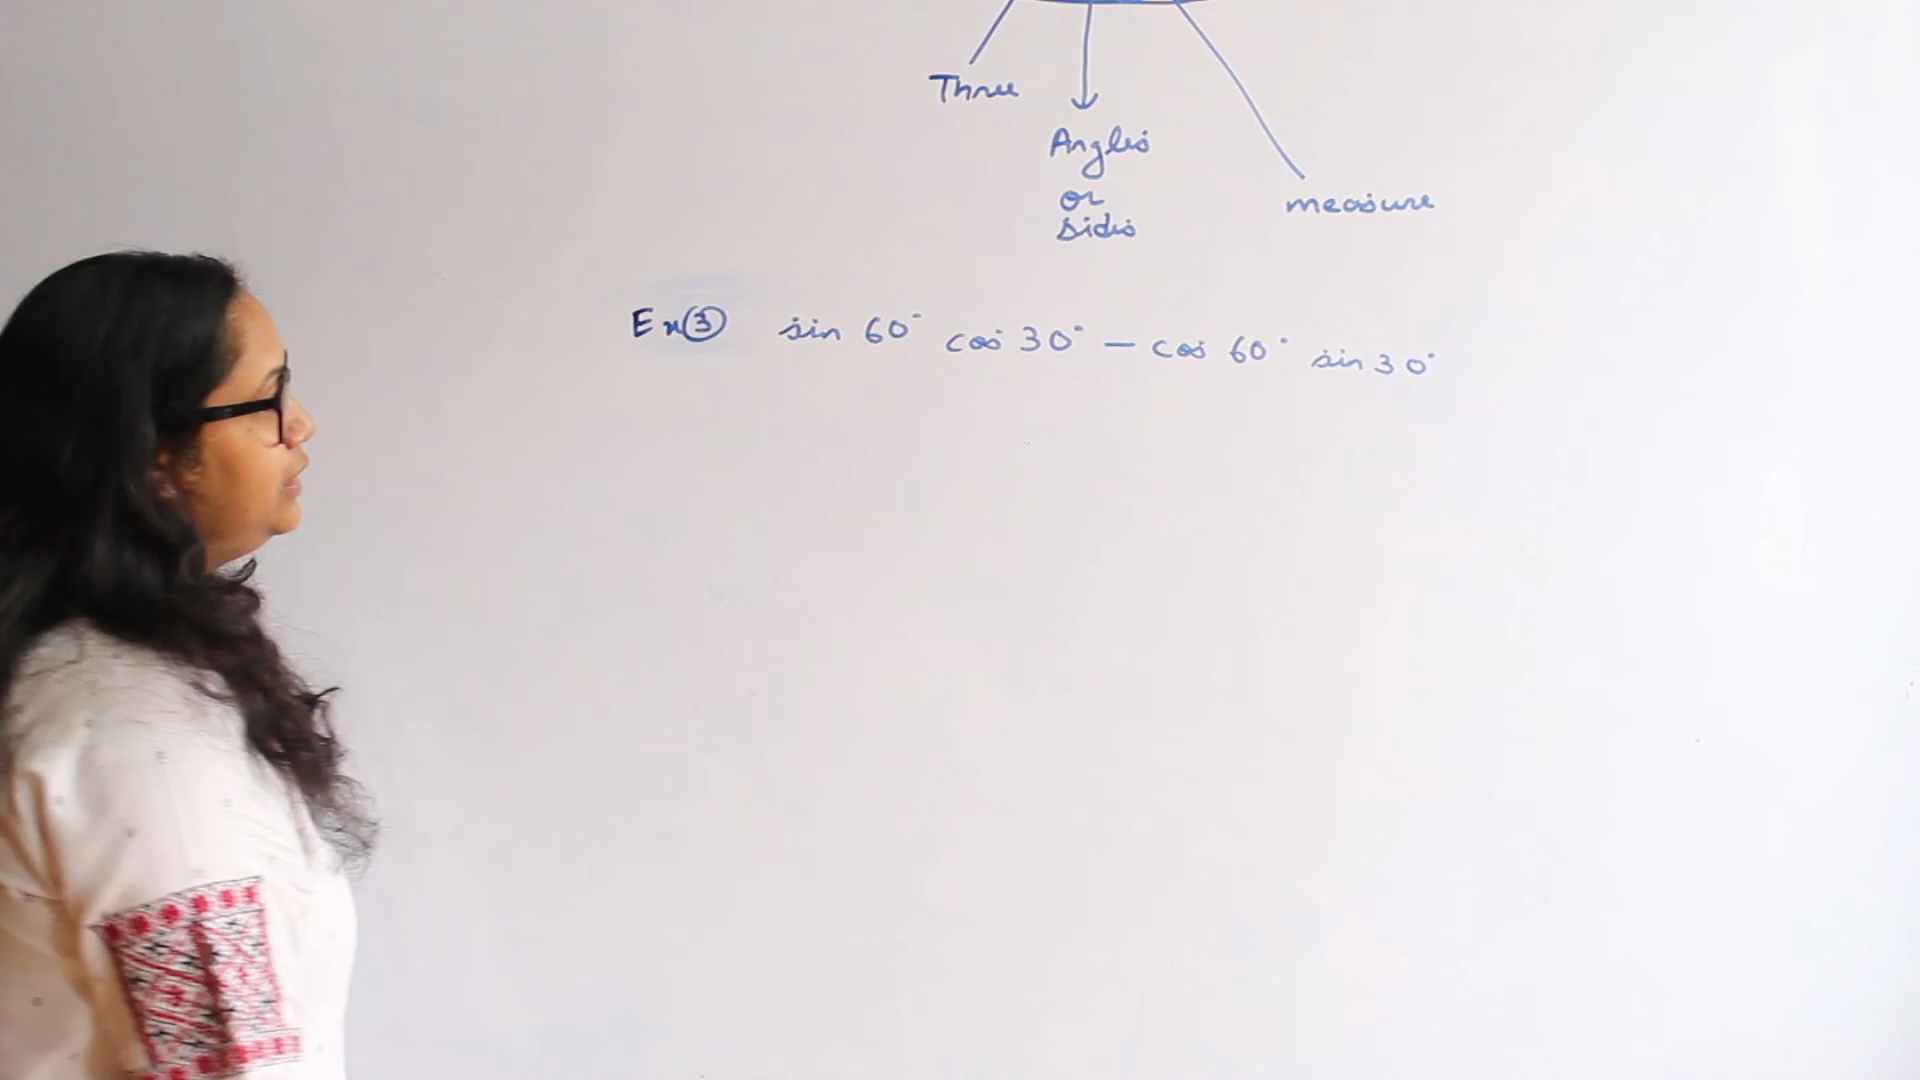 Three
Angles
or
sides
measure
Ex ③ sin 60° cos 30° – cos 60° sin 30°